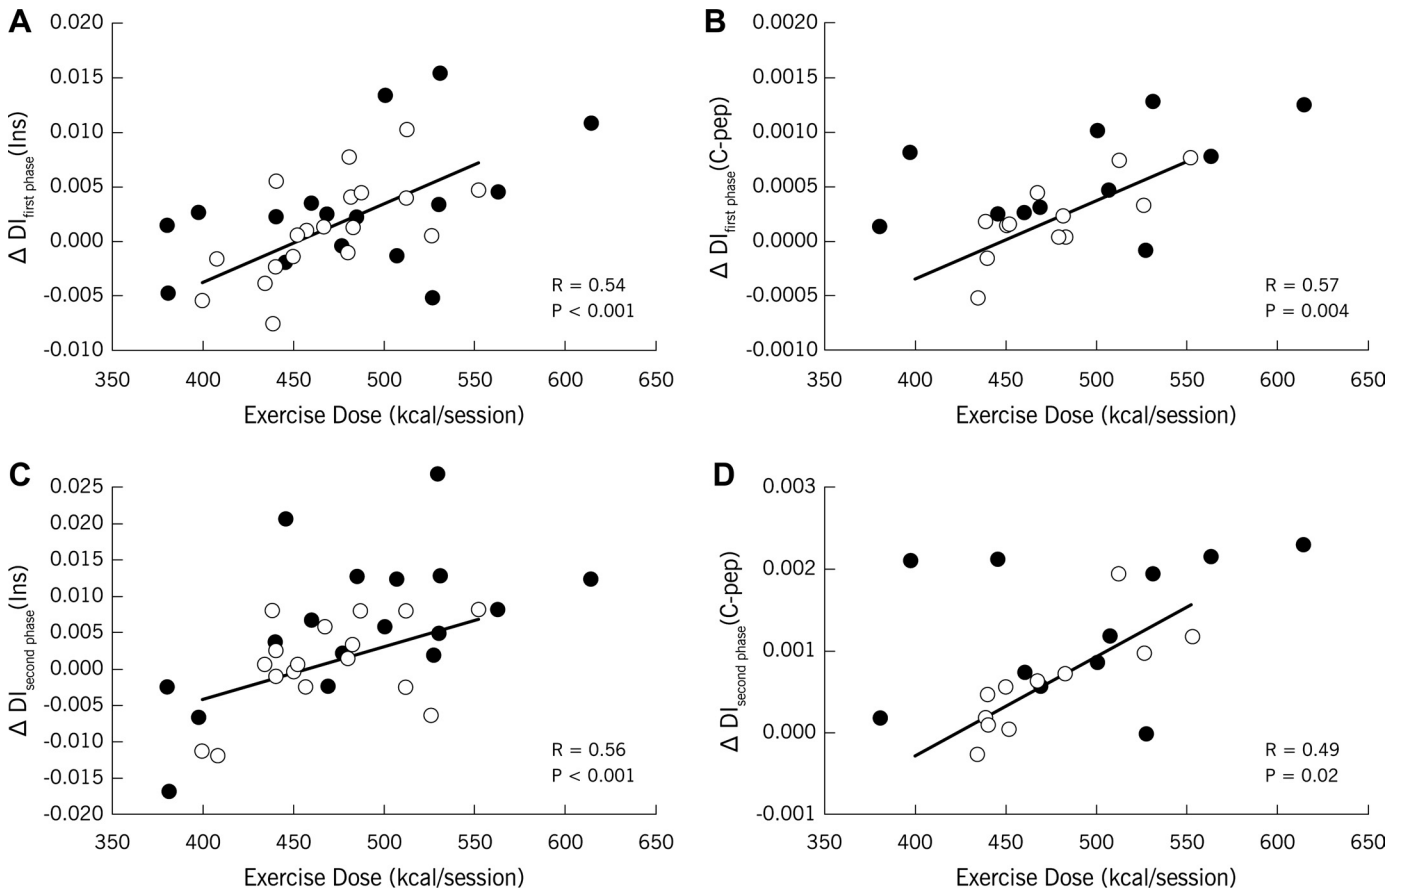 A
0.020
0.015
0.010
0.005
0.000
-0.005
-0.010
Δ DIfirst phase(Ins)
R = 0.54
P < 0.001
350 400 450 500 550 600 650
Exercise Dose (kcal/session)
B
0.0020
0.0015
0.0010
0.0005
0.0000
-0.0005
-0.0010
Δ DIfirst phase(C-pep)
R = 0.57
P = 0.004
350 400 450 500 550 600 650
Exercise Dose (kcal/session)
C
0.025
0.020
0.015
0.010
0.005
0.000
-0.005
-0.010
-0.015
-0.020
Δ DIsecond phase(Ins)
R = 0.56
P < 0.001
350 400 450 500 550 600 650
Exercise Dose (kcal/session)
D
0.003
0.002
0.001
0.000
-0.001
Δ DIsecond phase(C-pep)
R = 0.49
P = 0.02
350 400 450 500 550 600 650
Exercise Dose (kcal/session)